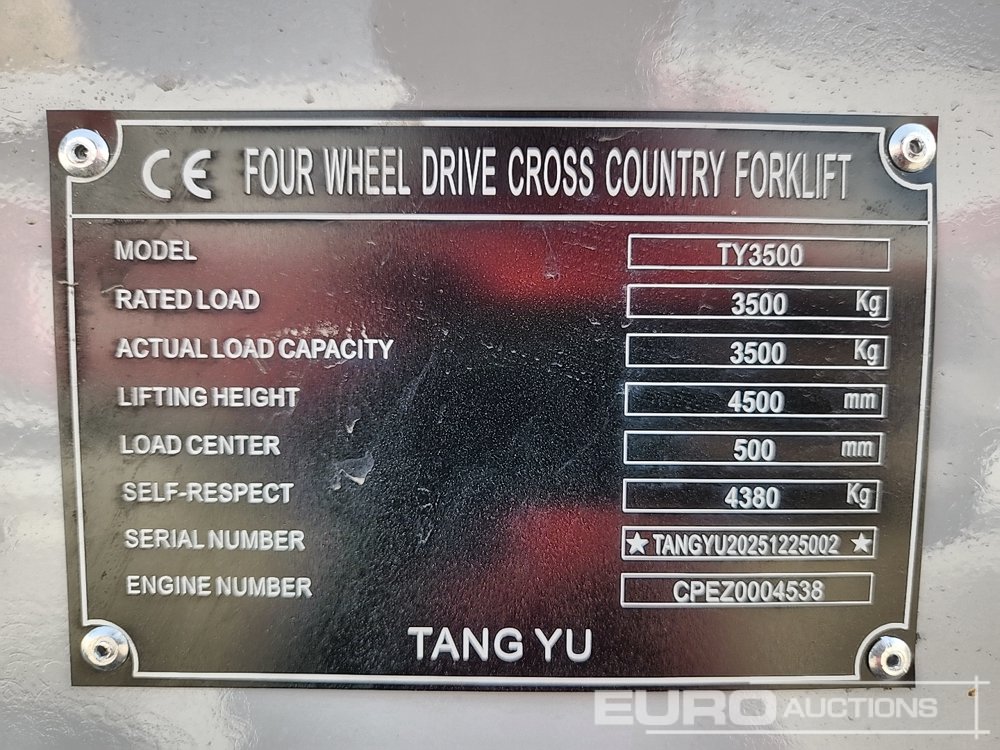 CE FOUR WHEEL DRIVE CROSS COUNTRY FORKLIFT
MODEL TY3500
RATED LOAD 3500 Kg
ACTUAL LOAD CAPACITY 3500 Kg
LIFTING HEIGHT 4500 mm
LOAD CENTER 500 mm
SELF-RESPECT 4380 Kg
SERIAL NUMBER ★ TANGYU20251225002 ★
ENGINE NUMBER CPEZ0004538
TANG YU
EURO AUCTIONS